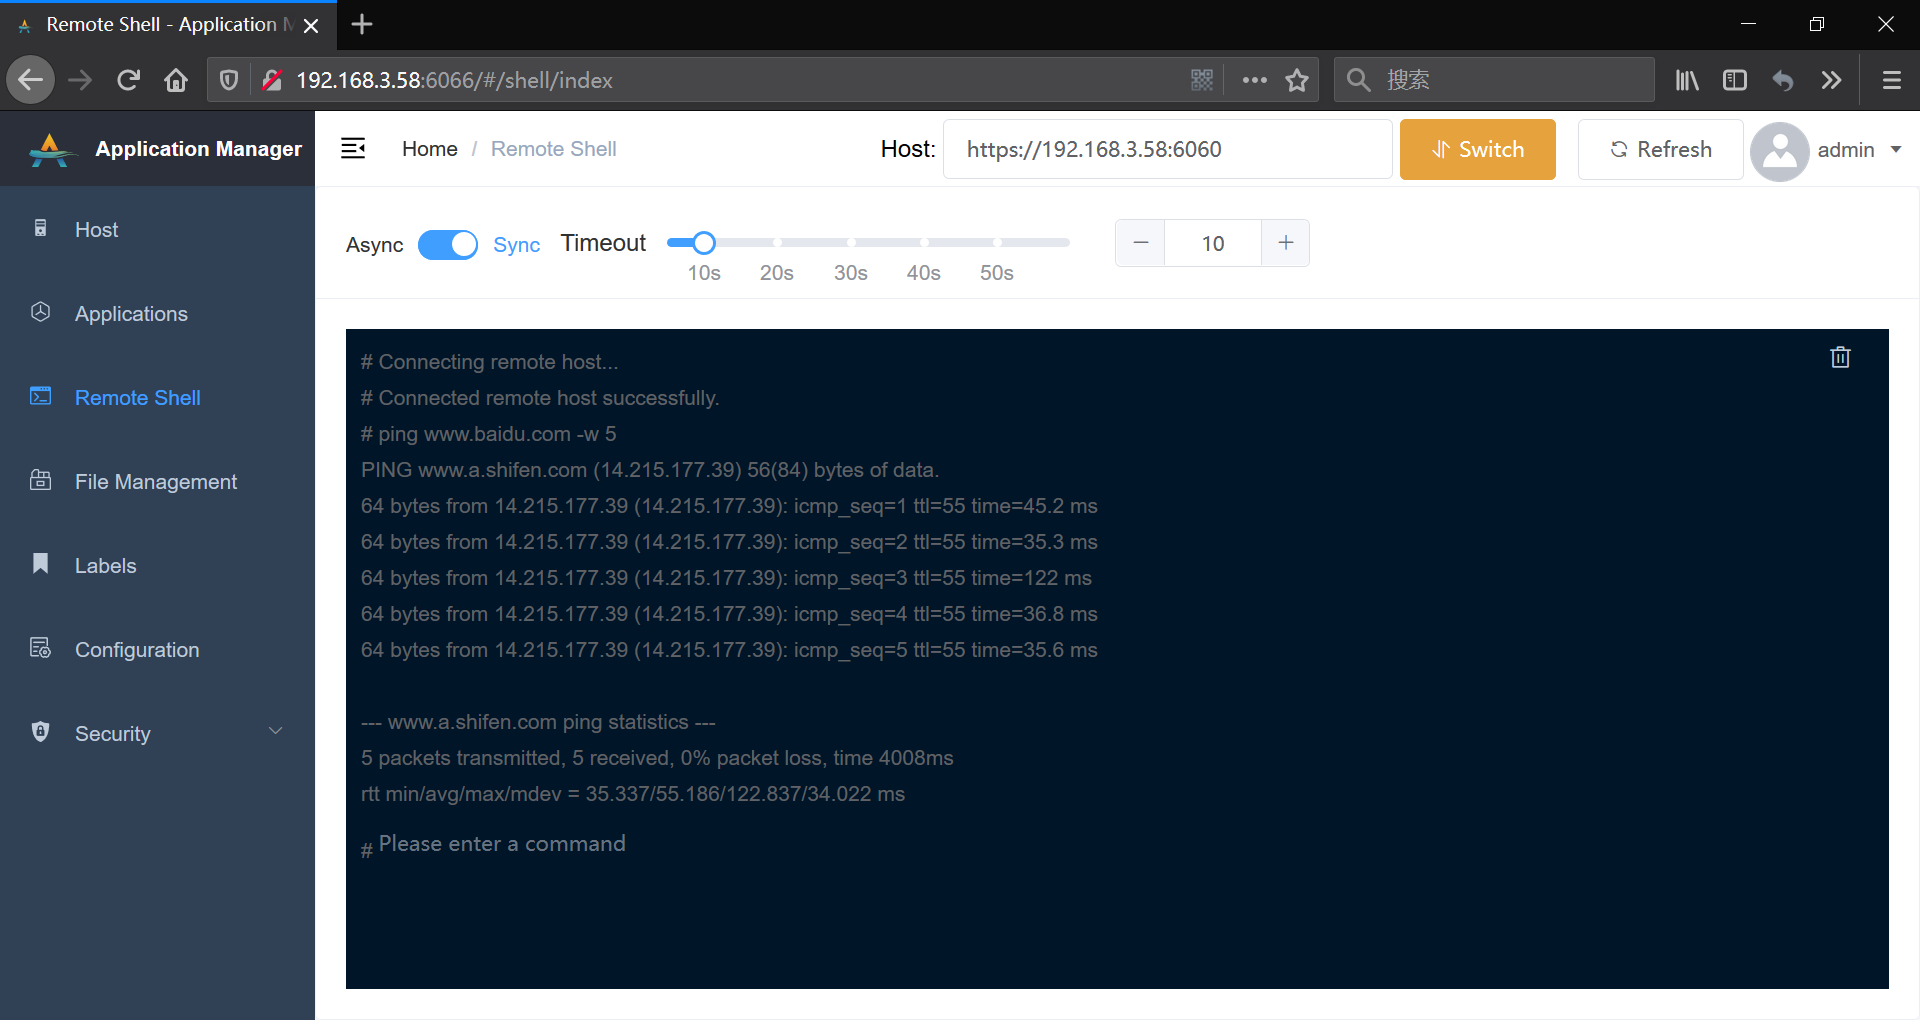 Remote Shell - Application
192.168.3.58:6066/#/shell/index
搜索
Application Manager
Home / Remote Shell
Host: https://192.168.3.58:6060
Switch
Refresh
admin
Host
Applications
Remote Shell
File Management
Labels
Configuration
Security
Async Sync Timeout
10s 20s 30s 40s 50s
− 10 +
# Connecting remote host...
# Connected remote host successfully.
# ping www.baidu.com -w 5
PING www.a.shifen.com (14.215.177.39) 56(84) bytes of data.
64 bytes from 14.215.177.39 (14.215.177.39): icmp_seq=1 ttl=55 time=45.2 ms
64 bytes from 14.215.177.39 (14.215.177.39): icmp_seq=2 ttl=55 time=35.3 ms
64 bytes from 14.215.177.39 (14.215.177.39): icmp_seq=3 ttl=55 time=122 ms
64 bytes from 14.215.177.39 (14.215.177.39): icmp_seq=4 ttl=55 time=36.8 ms
64 bytes from 14.215.177.39 (14.215.177.39): icmp_seq=5 ttl=55 time=35.6 ms
--- www.a.shifen.com ping statistics ---
5 packets transmitted, 5 received, 0% packet loss, time 4008ms
rtt min/avg/max/mdev = 35.337/55.186/122.837/34.022 ms
# Please enter a command